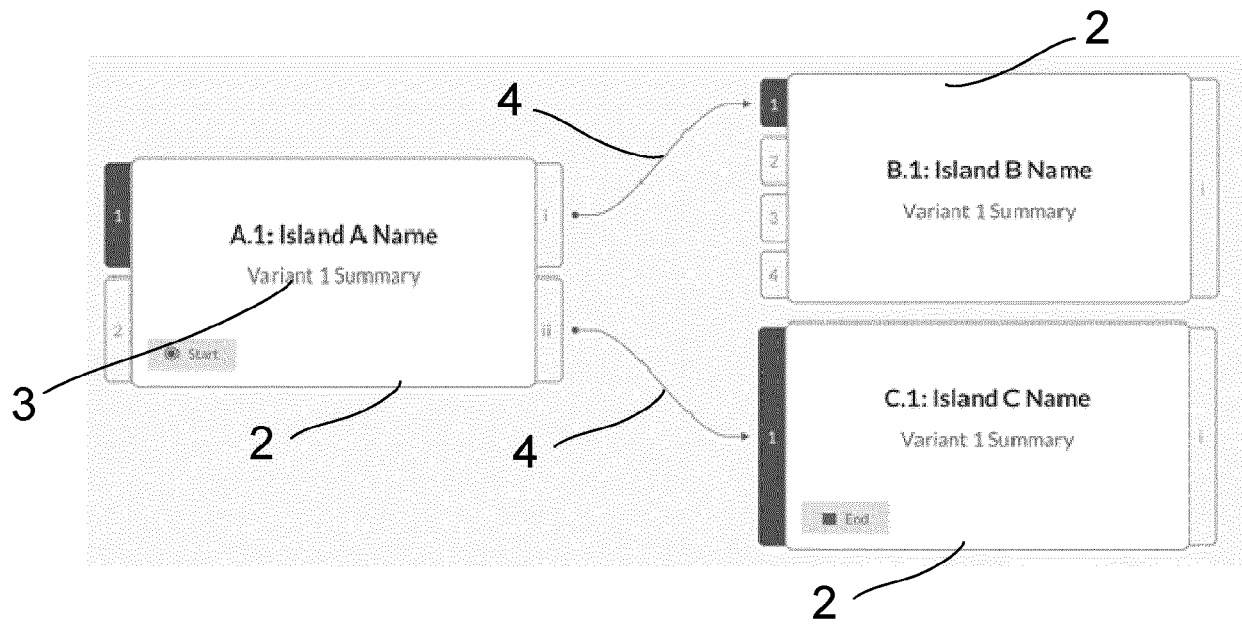 2
4
1
2
3
4
B.1: Island B Name
Variant 1 Summary
i
1
2
A.1: Island A Name
Variant 1 Summary
Start
i
ii
3
2
4
1
C.1: Island C Name
Variant 1 Summary
End
i
2